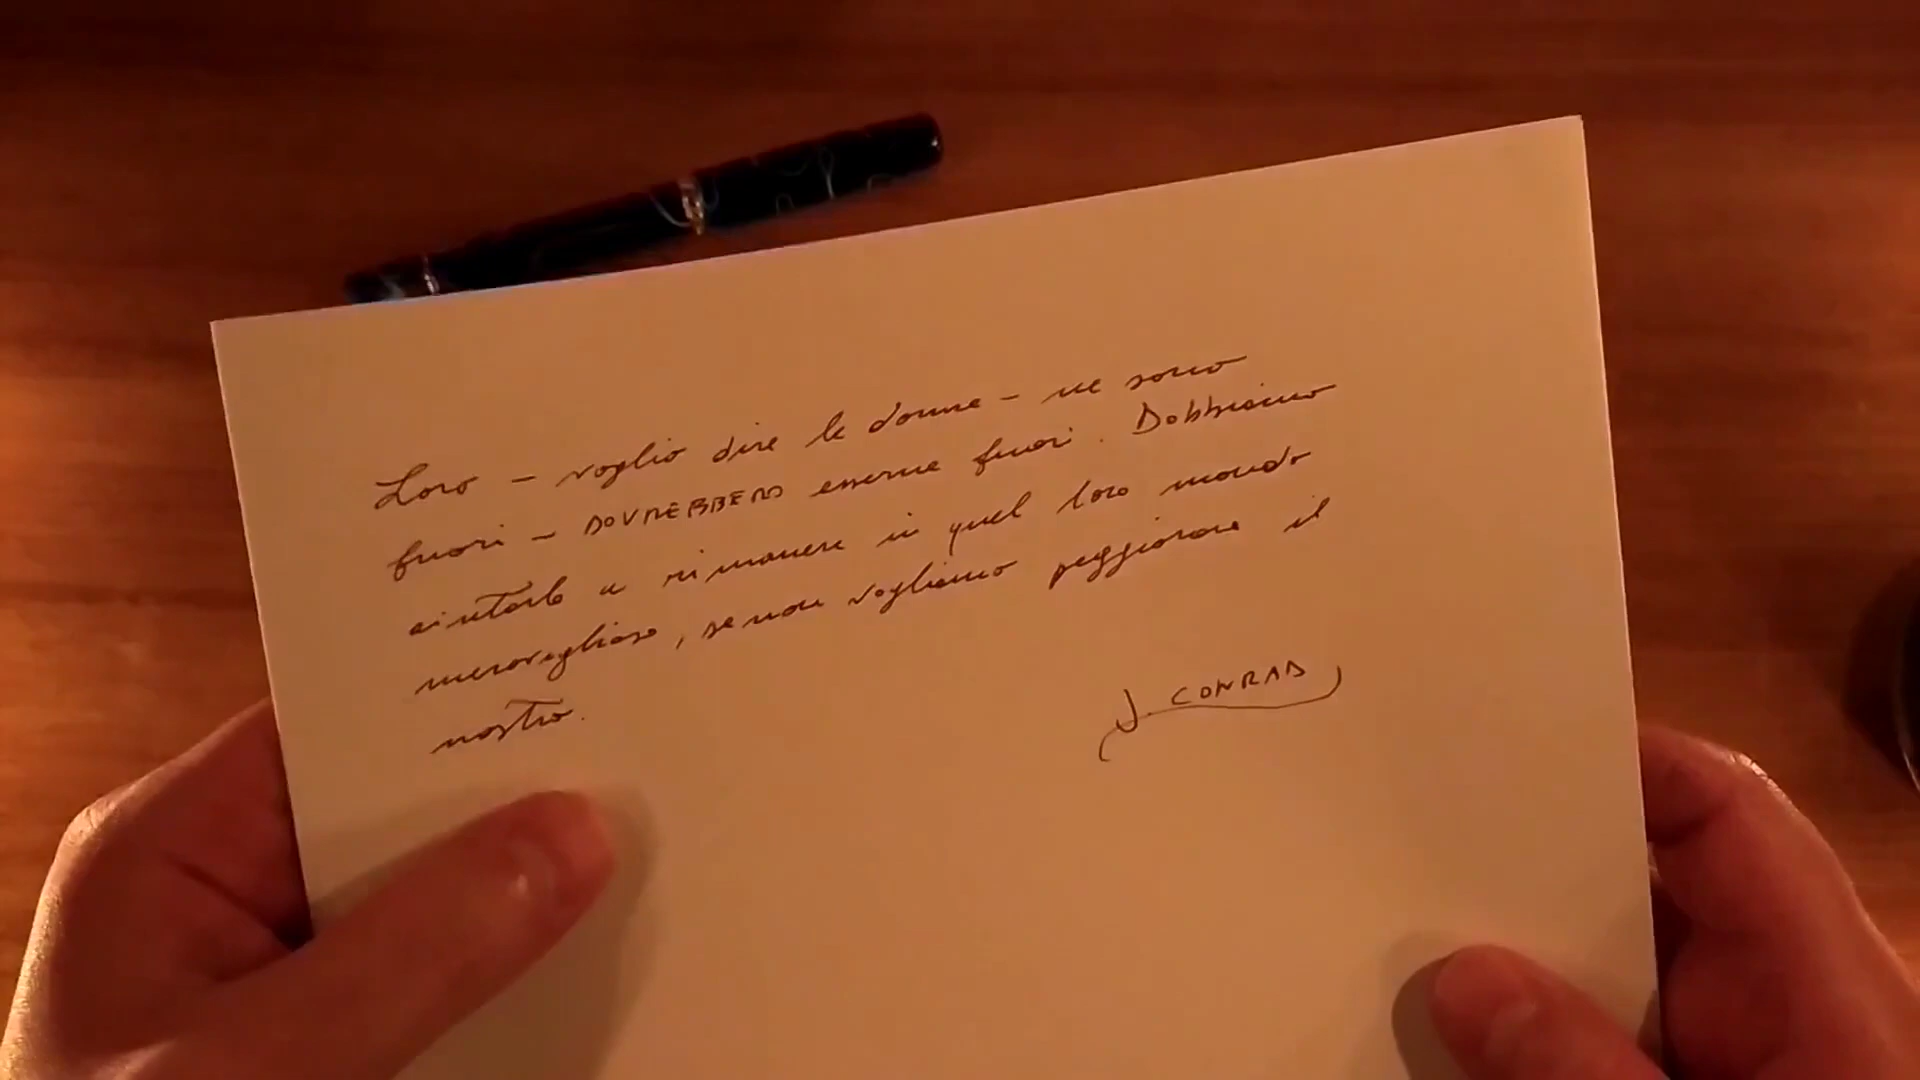 Loro - voglio dire le donne - ne sono
fuori - DOVREBBERO esserne fuori. Dobbiamo
aiutarle a rimanere in quel loro mondo
meraviglioso, se non vogliamo peggiorare il
nostro.
J. CONRAD